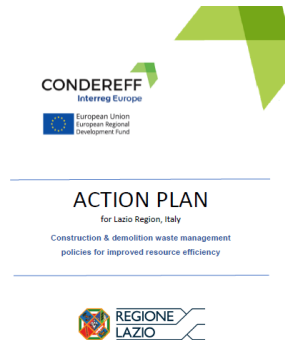 CONDEREFF
Interreg Europe
European Union
European Regional
Development Fund
ACTION PLAN
for Lazio Region, Italy
Construction & demolition waste management
policies for improved resource efficiency
REGIONE
LAZIO